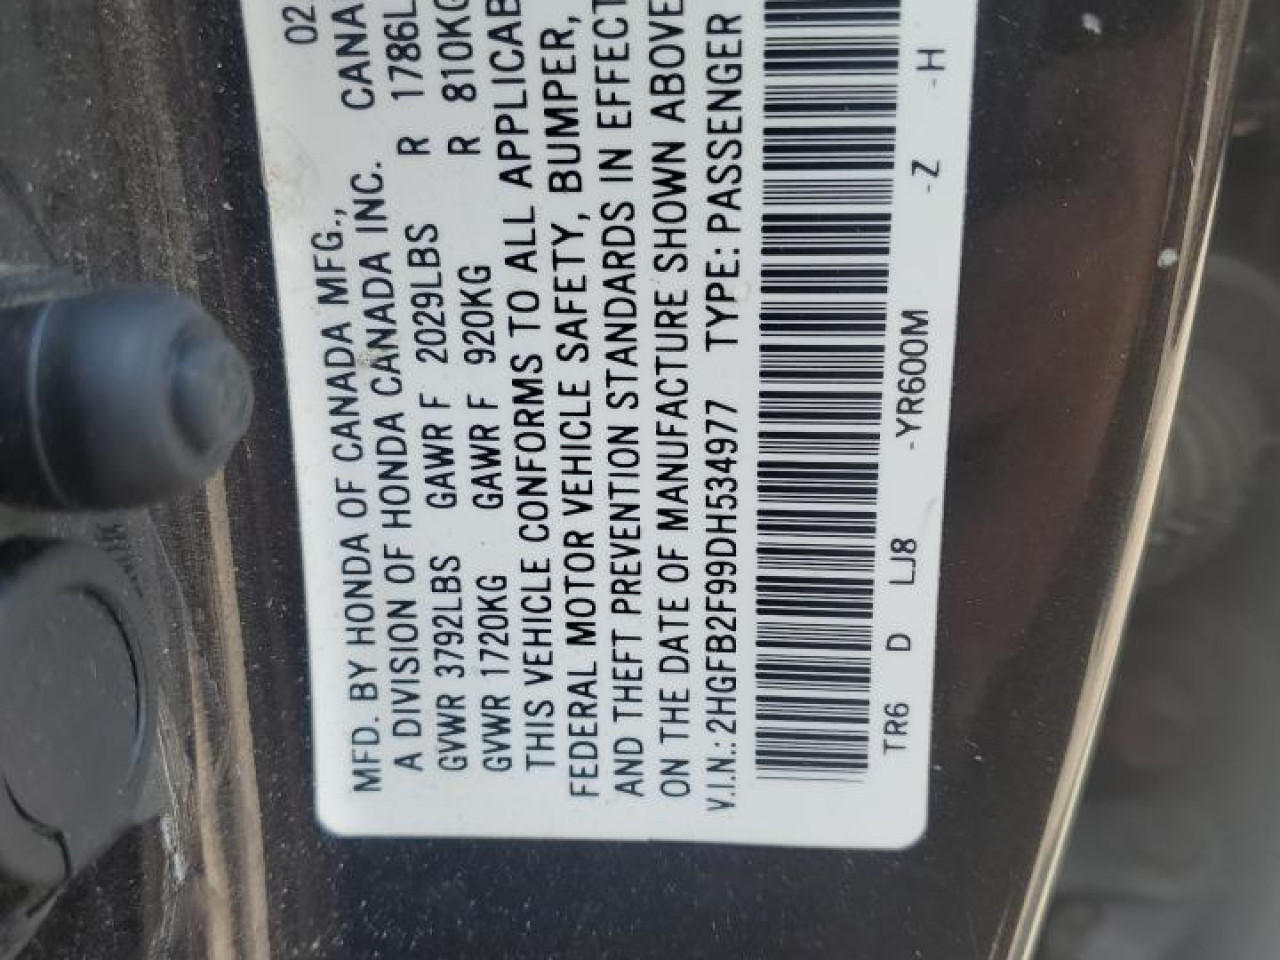 02
MFD. BY HONDA OF CANADA MFG.,
A DIVISION OF HONDA CANADA INC. CANA
GVWR 3792LBS GAWR F 2029LBS R 1786L
GVWR 1720KG GAWR F 920KG R 810KG
THIS VEHICLE CONFORMS TO ALL APPLICAB
FEDERAL MOTOR VEHICLE SAFETY, BUMPER,
AND THEFT PREVENTION STANDARDS IN EFFECT
ON THE DATE OF MANUFACTURE SHOWN ABOVE
V.I.N.: 2HGFB2F99DH534977 TYPE: PASSENGER
TR6 D LJ8 -YR600M -Z -H